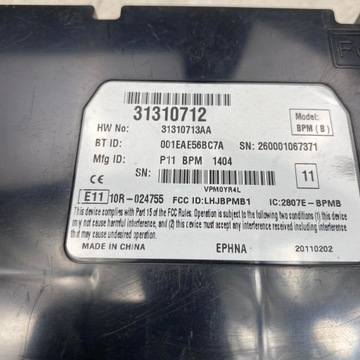 31310712
Model:
BPM ( B )
HW No: 31310713AA
BT ID: 001EAE56BC7A SN: 260001067371
Mfg ID: P11 BPM 1404
SN:
11
VPM0YR4L
E11 10R-024755 FCC ID:LHJBPMB1 IC:2807E-BPMB
This device complies with Part 15 of the FCC Rules. Operation is subject to the following
two conditions (1) this device may not cause harmful interference, and (2) this device
must accept any interference received, including interference that
may cause undesired operation.
MADE IN CHINA EPHNA 20110202